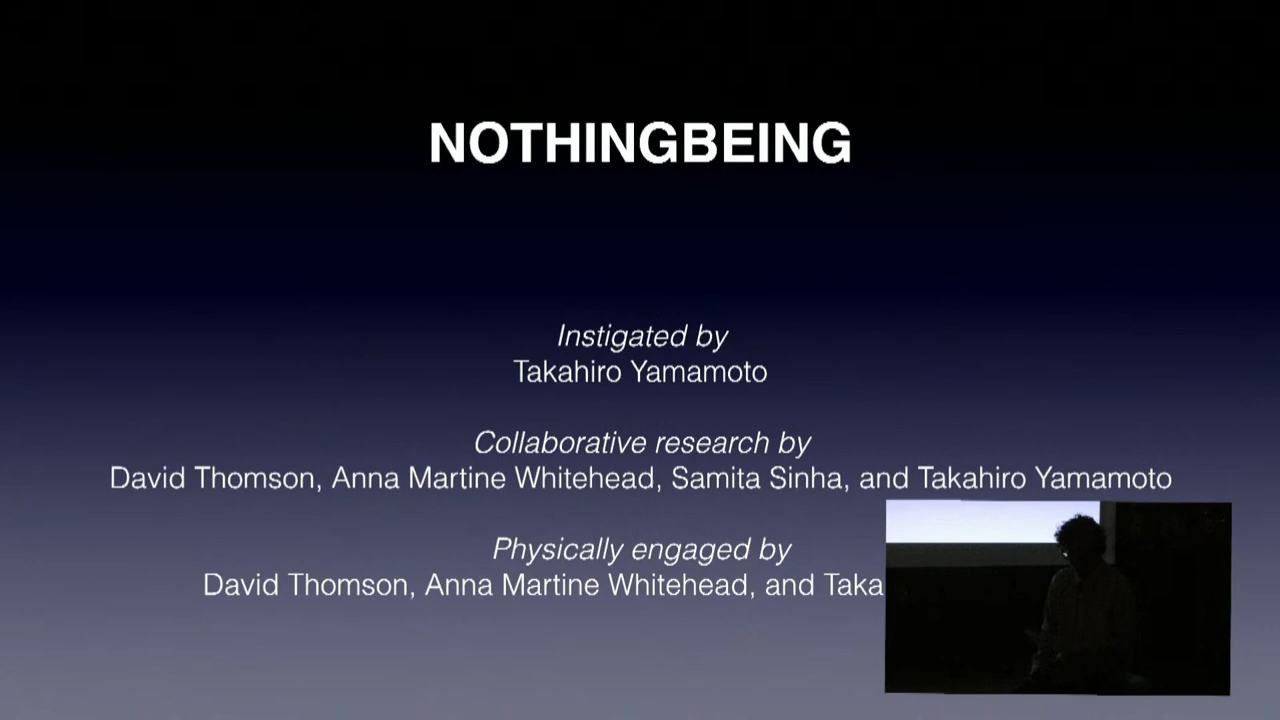 NOTHINGBEING
Instigated by
Takahiro Yamamoto
Collaborative research by
David Thomson, Anna Martine Whitehead, Samita Sinha, and Takahiro Yamamoto
Physically engaged by
David Thomson, Anna Martine Whitehead, and Taka